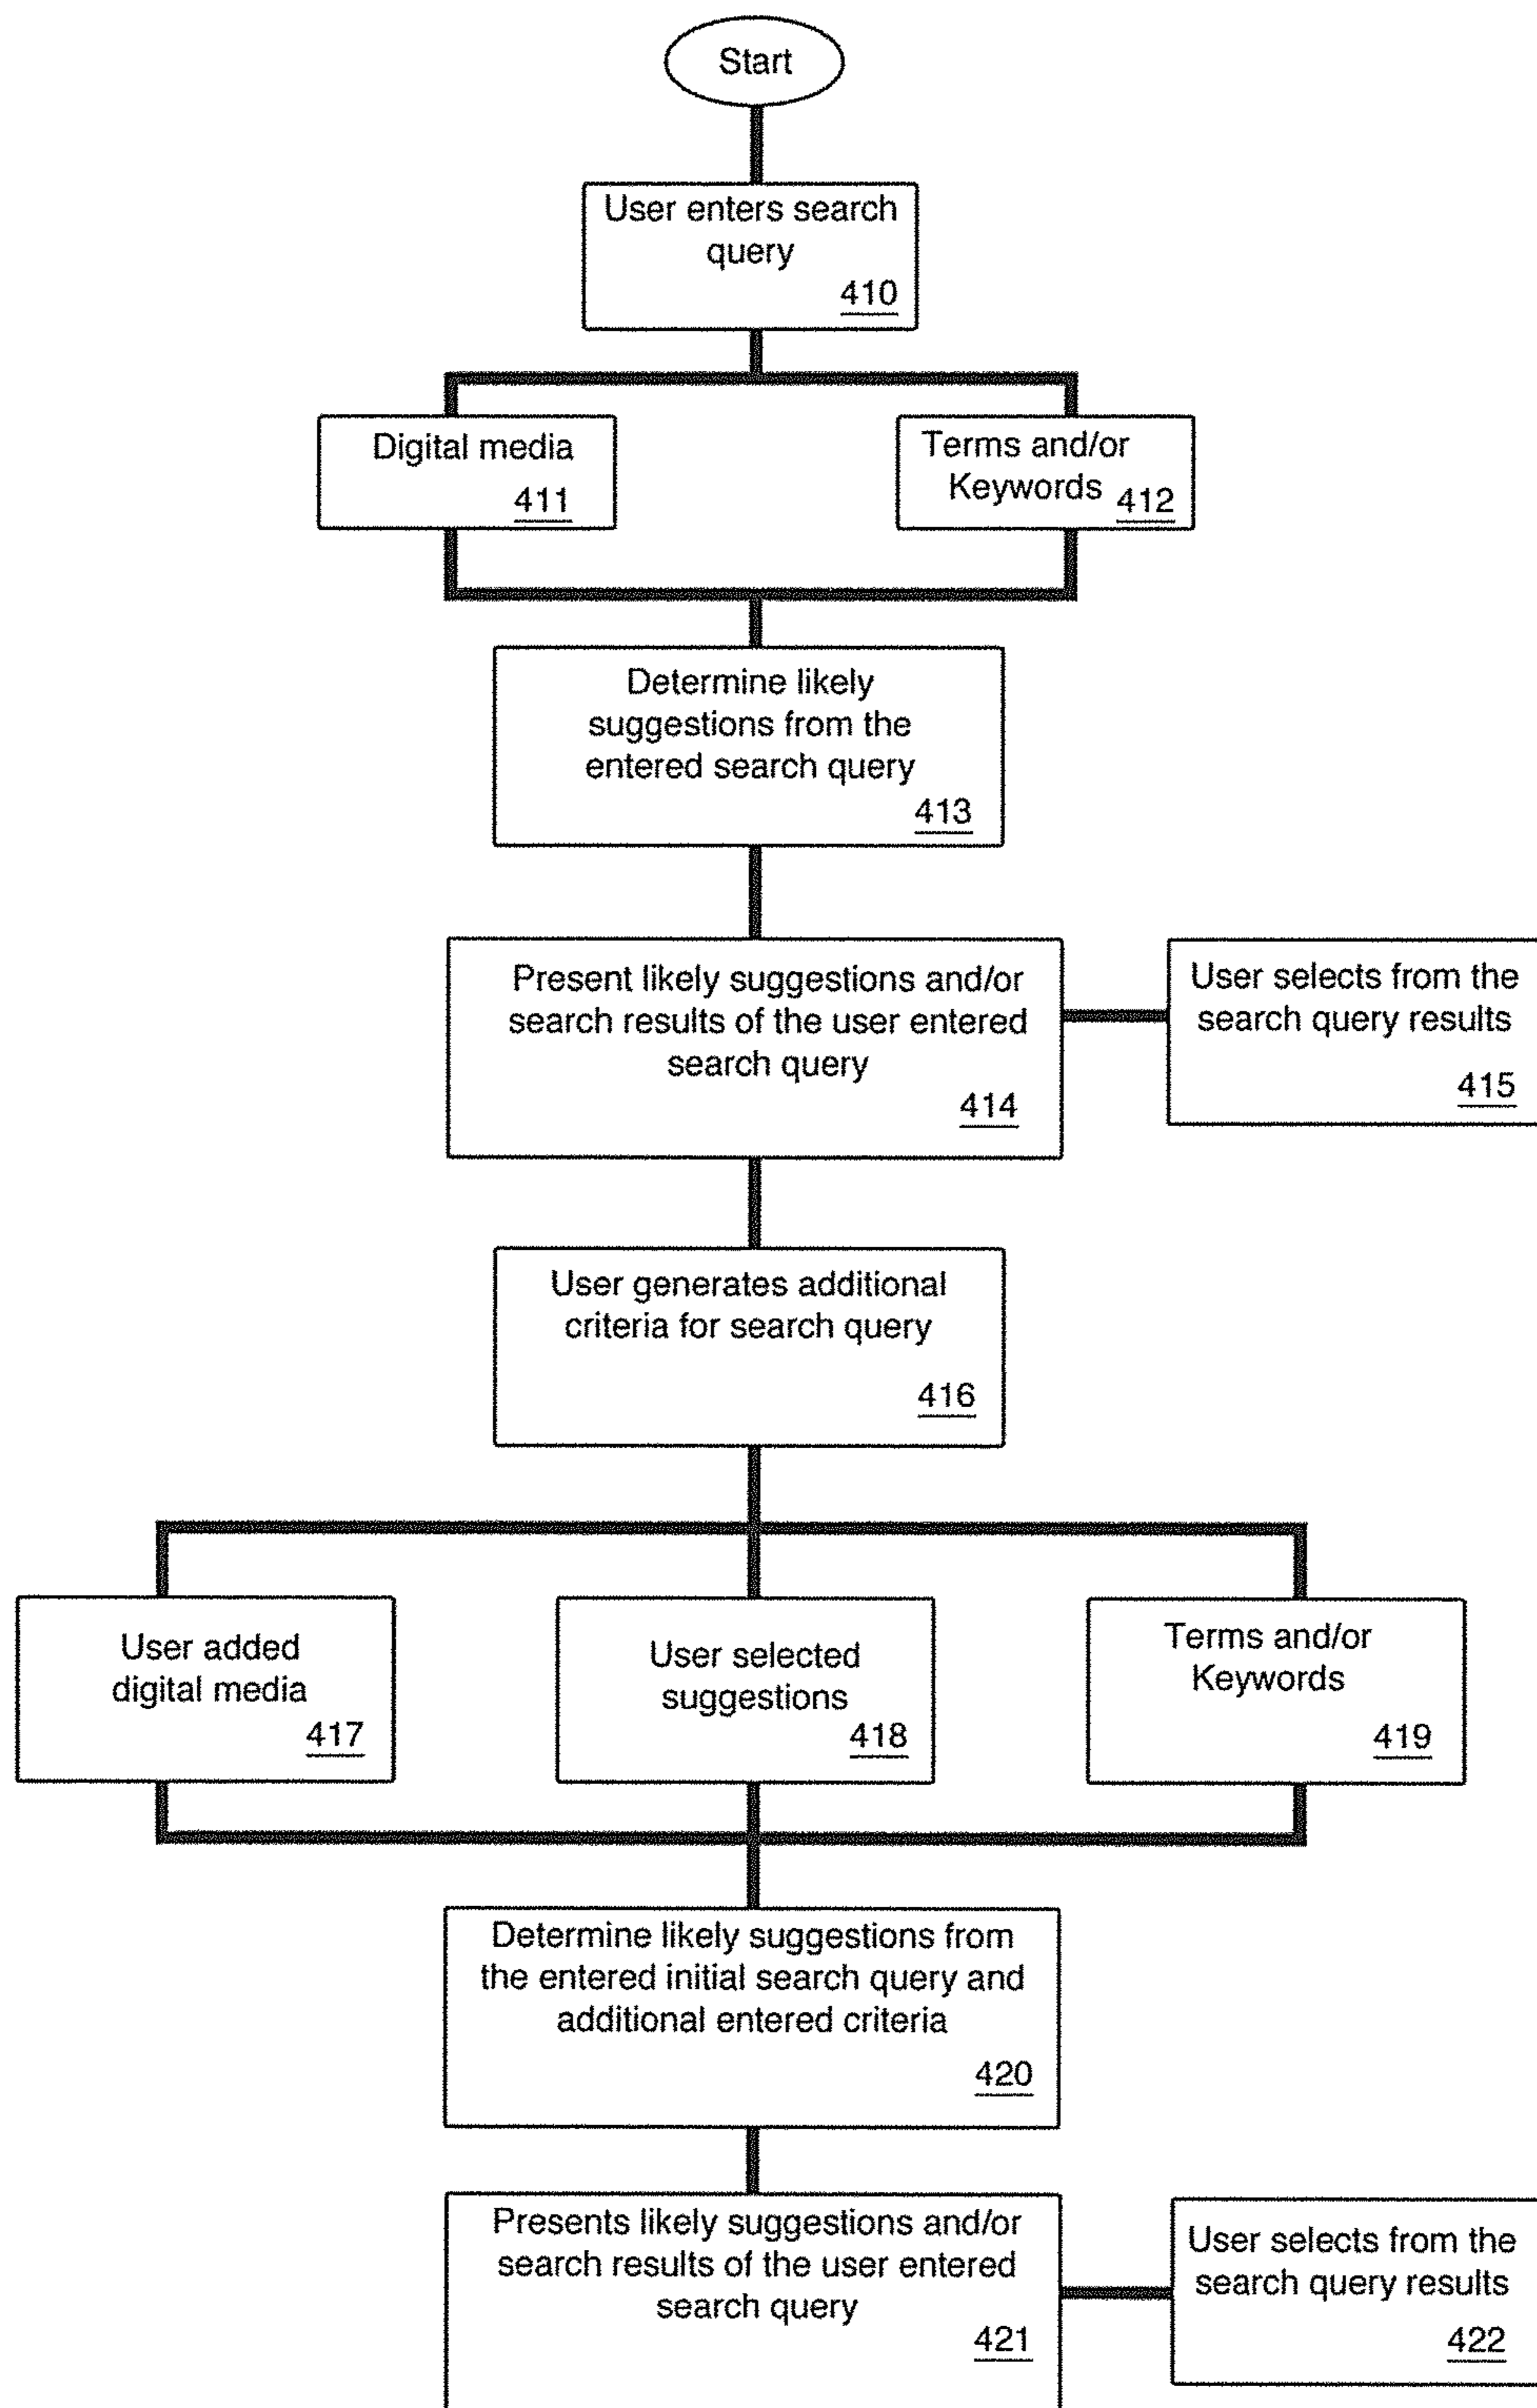 Start
User enters search
query
410
Digital media
411
Terms and/or
Keywords
412
Determine likely
suggestions from the
entered search query
413
Present likely suggestions and/or
search results of the user entered
search query
414
User selects from the
search query results
415
User generates additional
criteria for search query
416
User added
digital media
417
User selected
suggestions
418
Terms and/or
Keywords
419
Determine likely suggestions from
the entered initial search query and
additional entered criteria
420
Presents likely suggestions and/or
search results of the user entered
search query
421
User selects from the
search query results
422